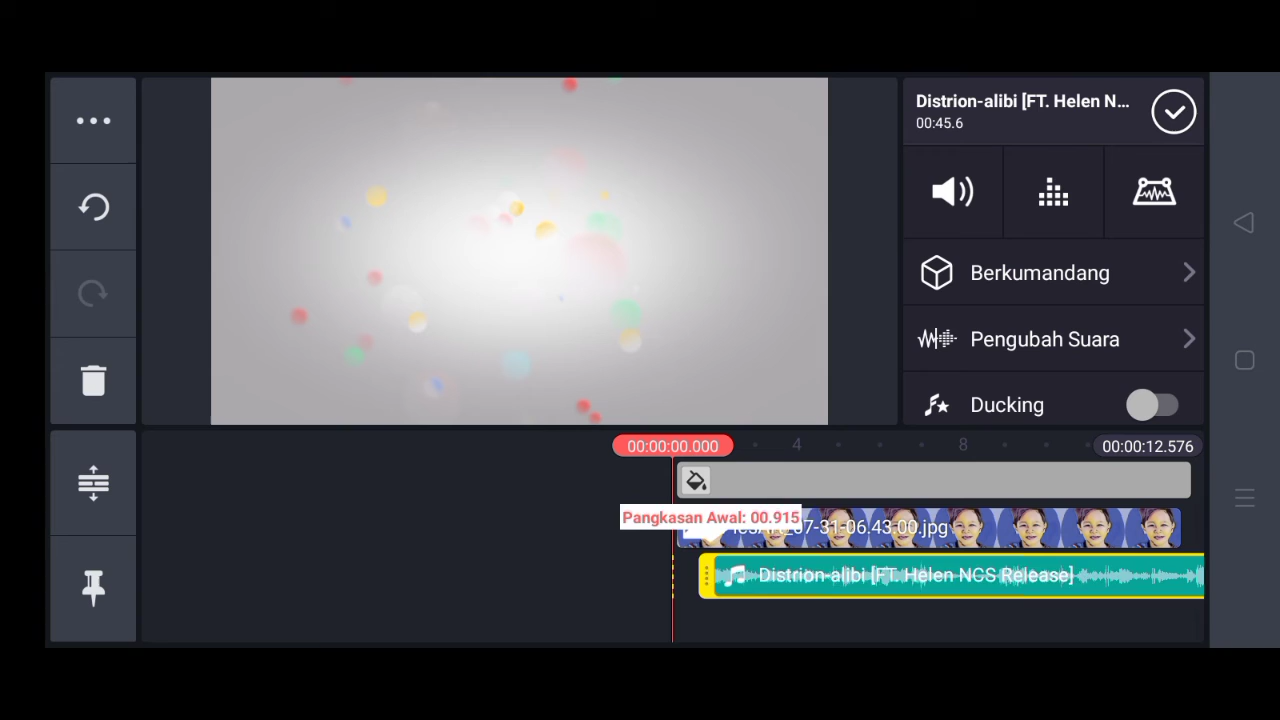 Distrion-alibi [FT. Helen N...
00:45.6
Berkumandang
Pengubah Suara
Ducking
00:00:00.000
4
8
00:00:12.576
Pangkasan Awal: 00.915
07-31-06.43.00.jpg
Distrion-alibi [FT. Helen NCS Release]